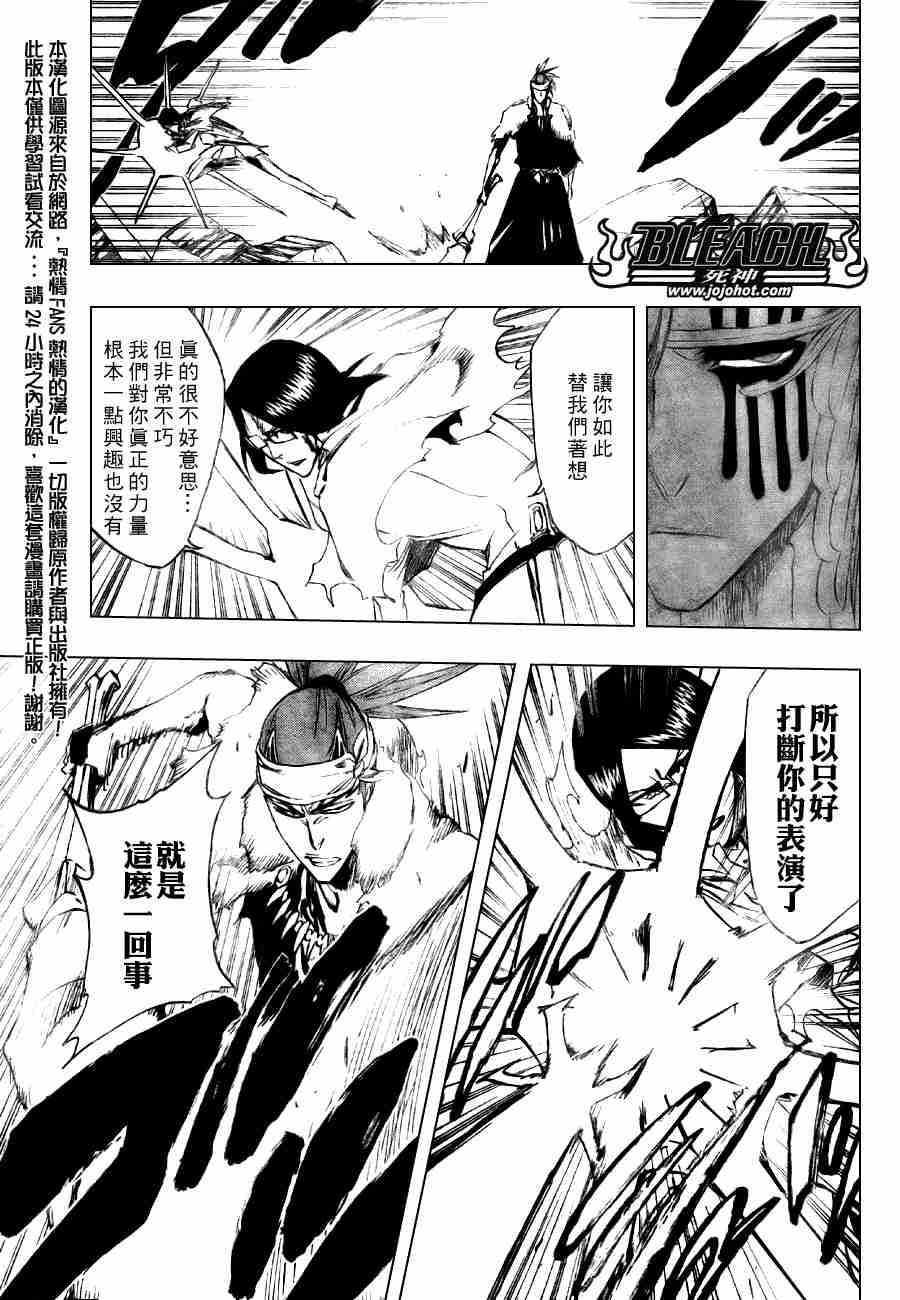 本漢化圖源來自於網路，『熱情FANS熱情的漢化』一切版權歸原作者與出版社擁有！
此版本僅供學習試看交流...請24小時之內消除，喜歡這套漫畫請購買正版！謝謝。
BLEACH
死神
www.jojohot.com
讓你如此
替我們著想
眞的很不好意思…
但非常不巧
我們對你眞正的力量
根本一點興趣也沒有
所以只好
打斷你的表演了
就是
這麼一回事